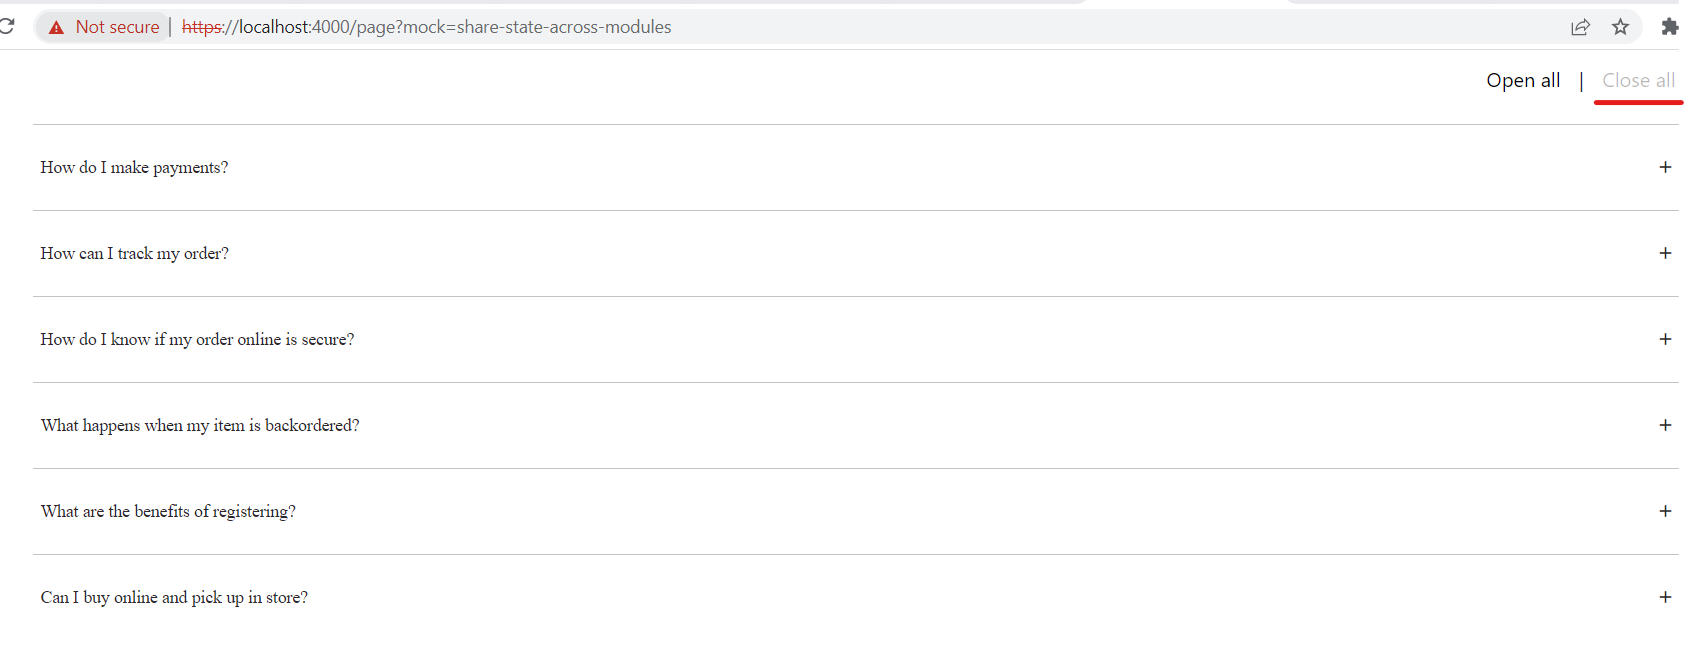 Not secure | https://localhost:4000/page?mock=share-state-across-modules
Open all | Close all
How do I make payments? +
How can I track my order? +
How do I know if my order online is secure? +
What happens when my item is backordered? +
What are the benefits of registering? +
Can I buy online and pick up in store? +